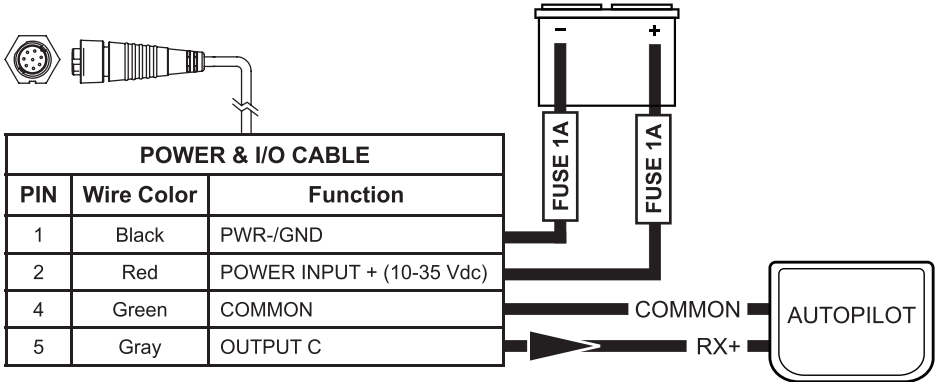 - +
FUSE 1A
FUSE 1A
POWER & I/O CABLE
PIN Wire Color Function
1 Black PWR-/GND
2 Red POWER INPUT + (10-35 Vdc)
4 Green COMMON
5 Gray OUTPUT C
COMMON
RX+
AUTOPILOT